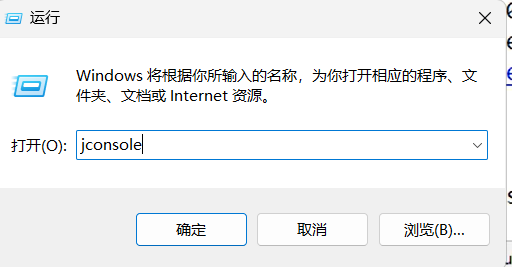 运行
Windows 将根据你所输入的名称，为你打开相应的程序、文
件夹、文档或 Internet 资源。
打开(O): jconsole
确定 取消 浏览(B)...